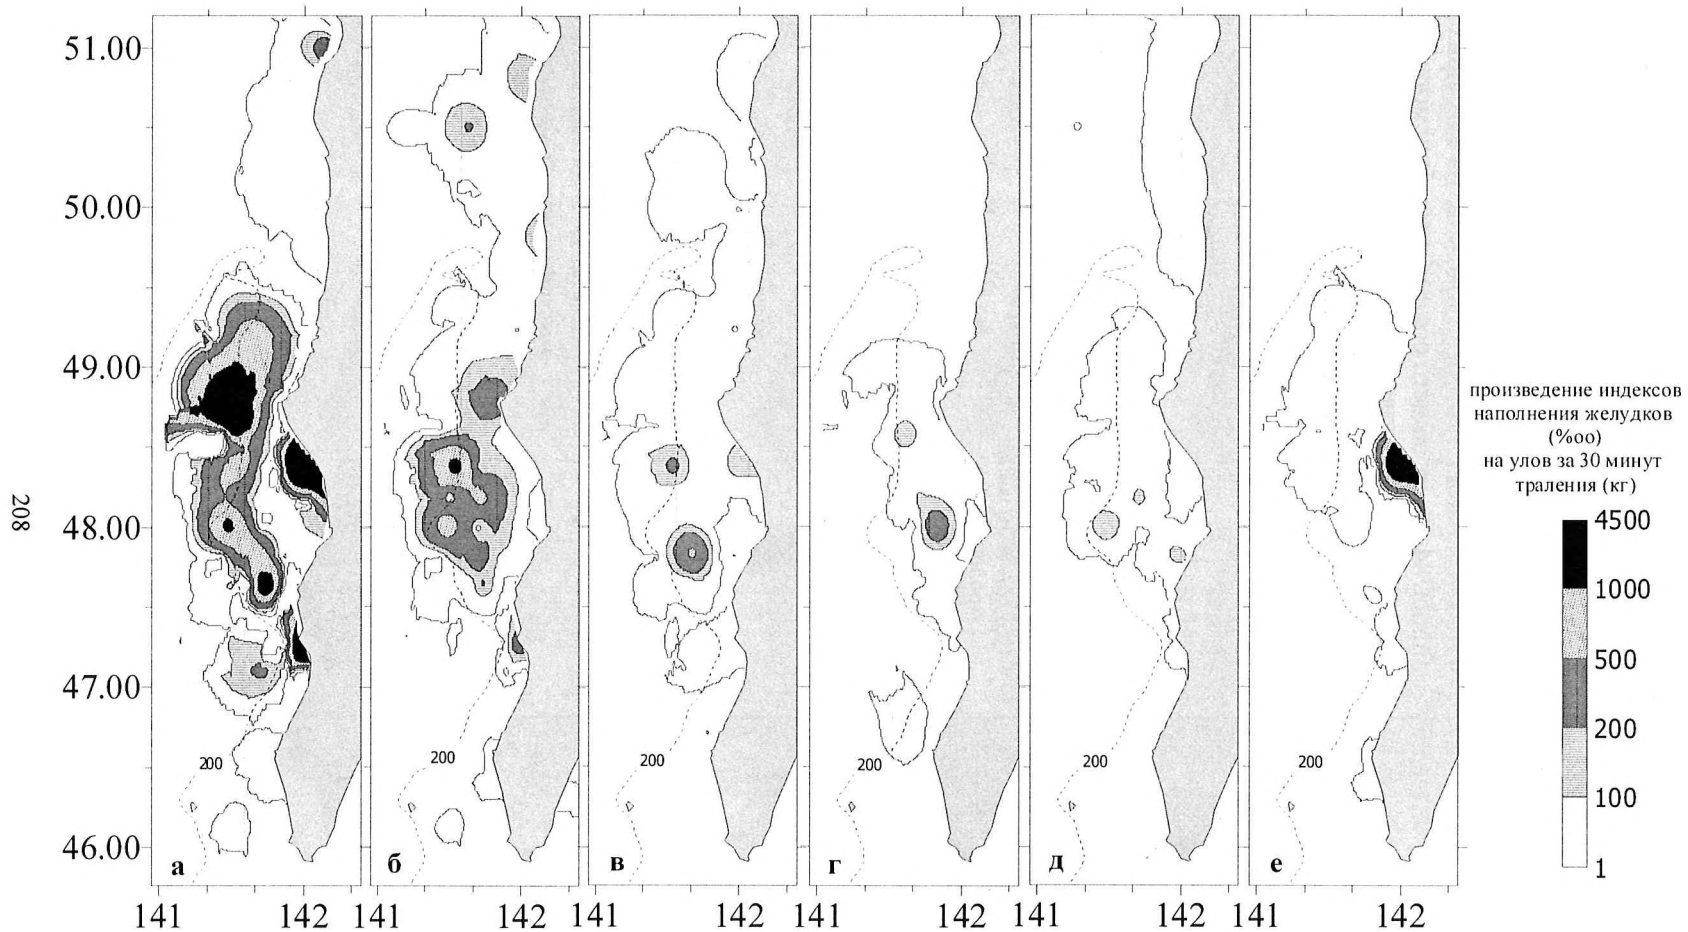 51.00
50.00
49.00
48.00
47.00
46.00
208
200
200
200
200
200
200
а
б
в
г
д
е
141
142
141
142
141
142
141
142
141
142
141
142
произведение индексов
наполнения желудков
(%оо)
на улов за 30 минут
траления (кг)
4500
1000
500
200
100
1